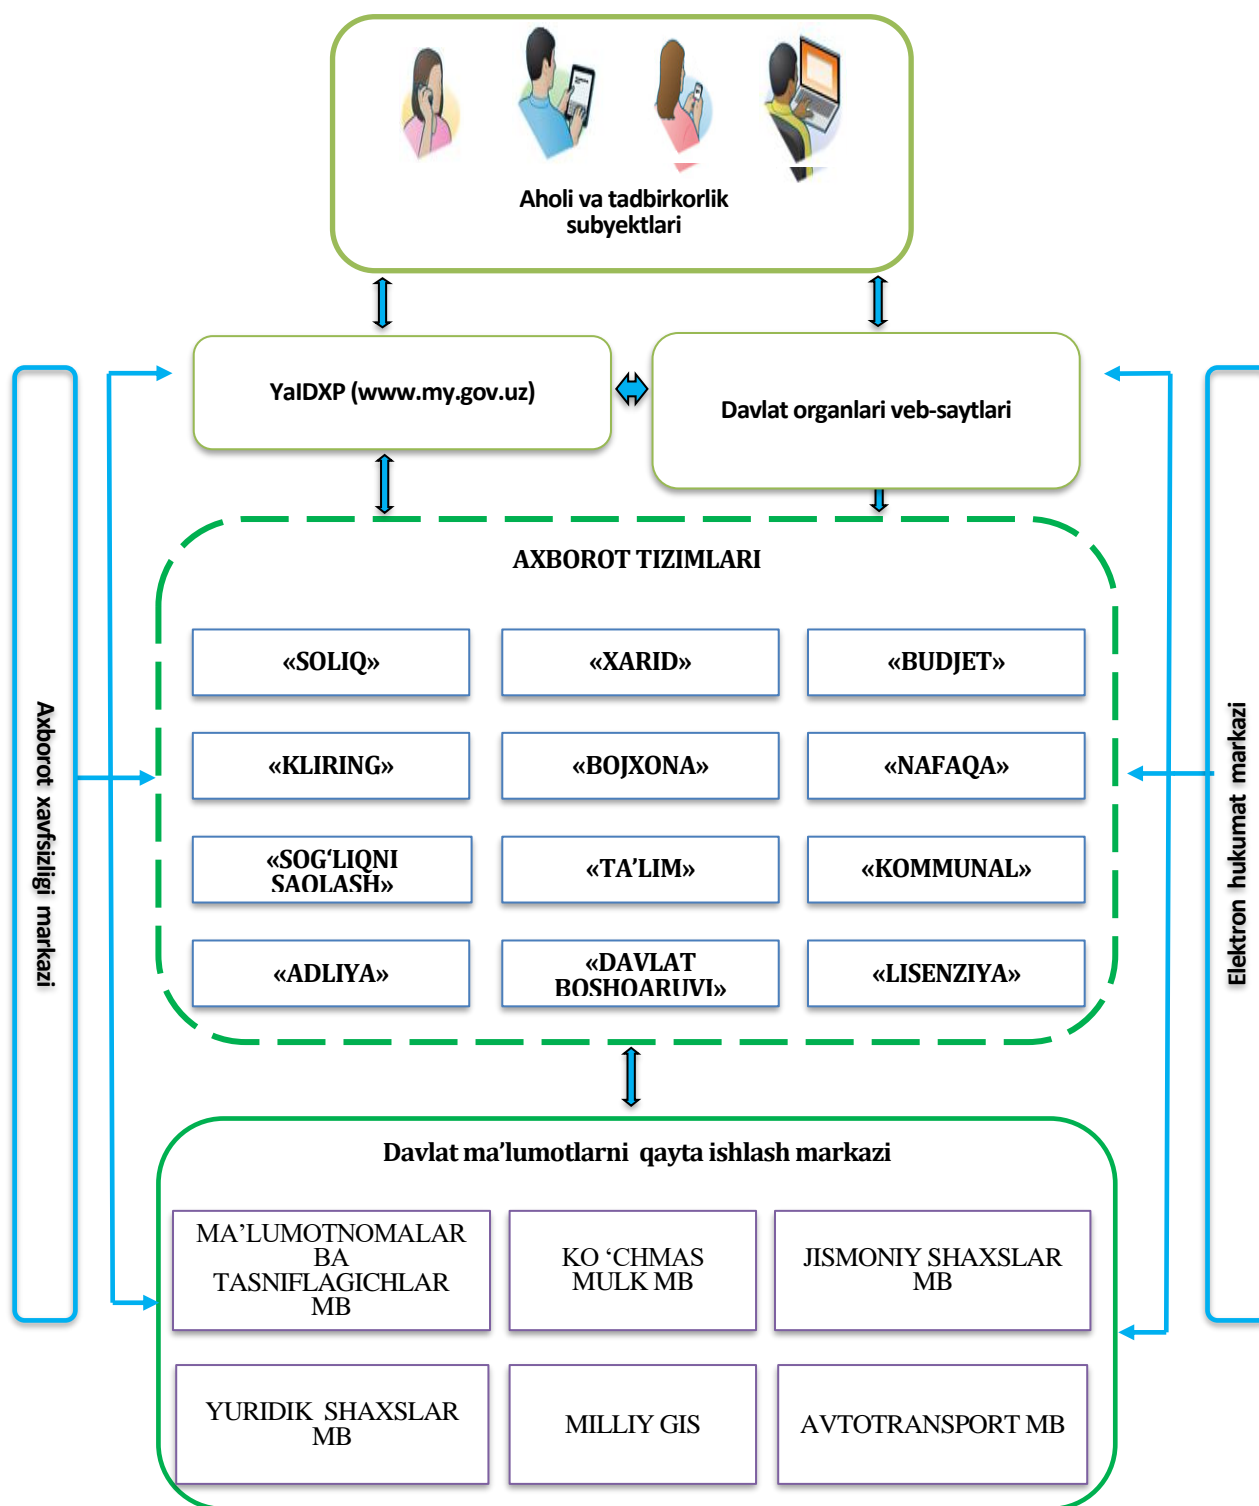 Aholi va tadbirkorlik
subyektlari
YaIDXP (www.my.gov.uz)
Davlat organlari veb-saytlari
Axborot xavfsizligi markazi
Elektron hukumat markazi
AXBOROT TIZIMLARI
«SOLIQ»
«XARID»
«BUDJET»
«KLIRING»
«BOJXONA»
«NAFAQA»
«SOG‘LIQNI
SAQLASH»
«TA’LIM»
«KOMMUNAL»
«ADLIYA»
«DAVLAT
BOSHQARUVI»
«LISENZIYA»
Davlat ma’lumotlarni qayta ishlash markazi
MA’LUMOTNOMALAR
BA
TASNIFLAGICHLAR
MB
KO ‘CHMAS
MULK MB
JISMONIY SHAXSLAR
MB
YURIDIK SHAXSLAR
MB
MILLIY GIS
AVTOTRANSPORT MB